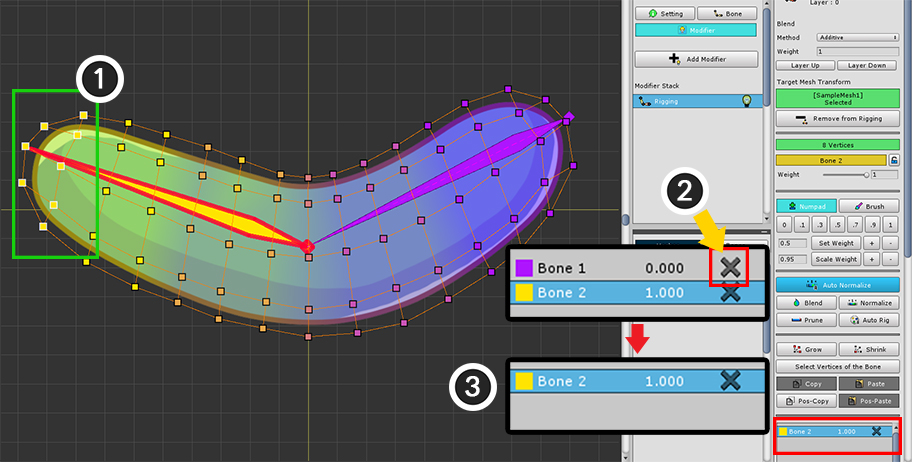 Layer : 0
Setting
Bone
Modifier
Add Modifier
Modifier Stack
Rigging
Blend
Method
Additive
Weight
1
Layer Up
Layer Down
Target Mesh Transform
[SampleMesh1]
Selected
Remove from Rigging
8 Vertices
Bone 2
Weight
1
Numpad
Brush
0 .1 .3 .5 .7 .9 1
0.5 Set Weight + -
0.95 Scale Weight + -
Auto Normalize
Blend
Normalize
Prune
Auto Rig
Grow
Shrink
Select Vertices of the Bone
Copy
Paste
Pos-Copy
Pos-Paste
Bone 2 1.000
1
2
Bone 1 0.000
Bone 2 1.000
3
Bone 2 1.000